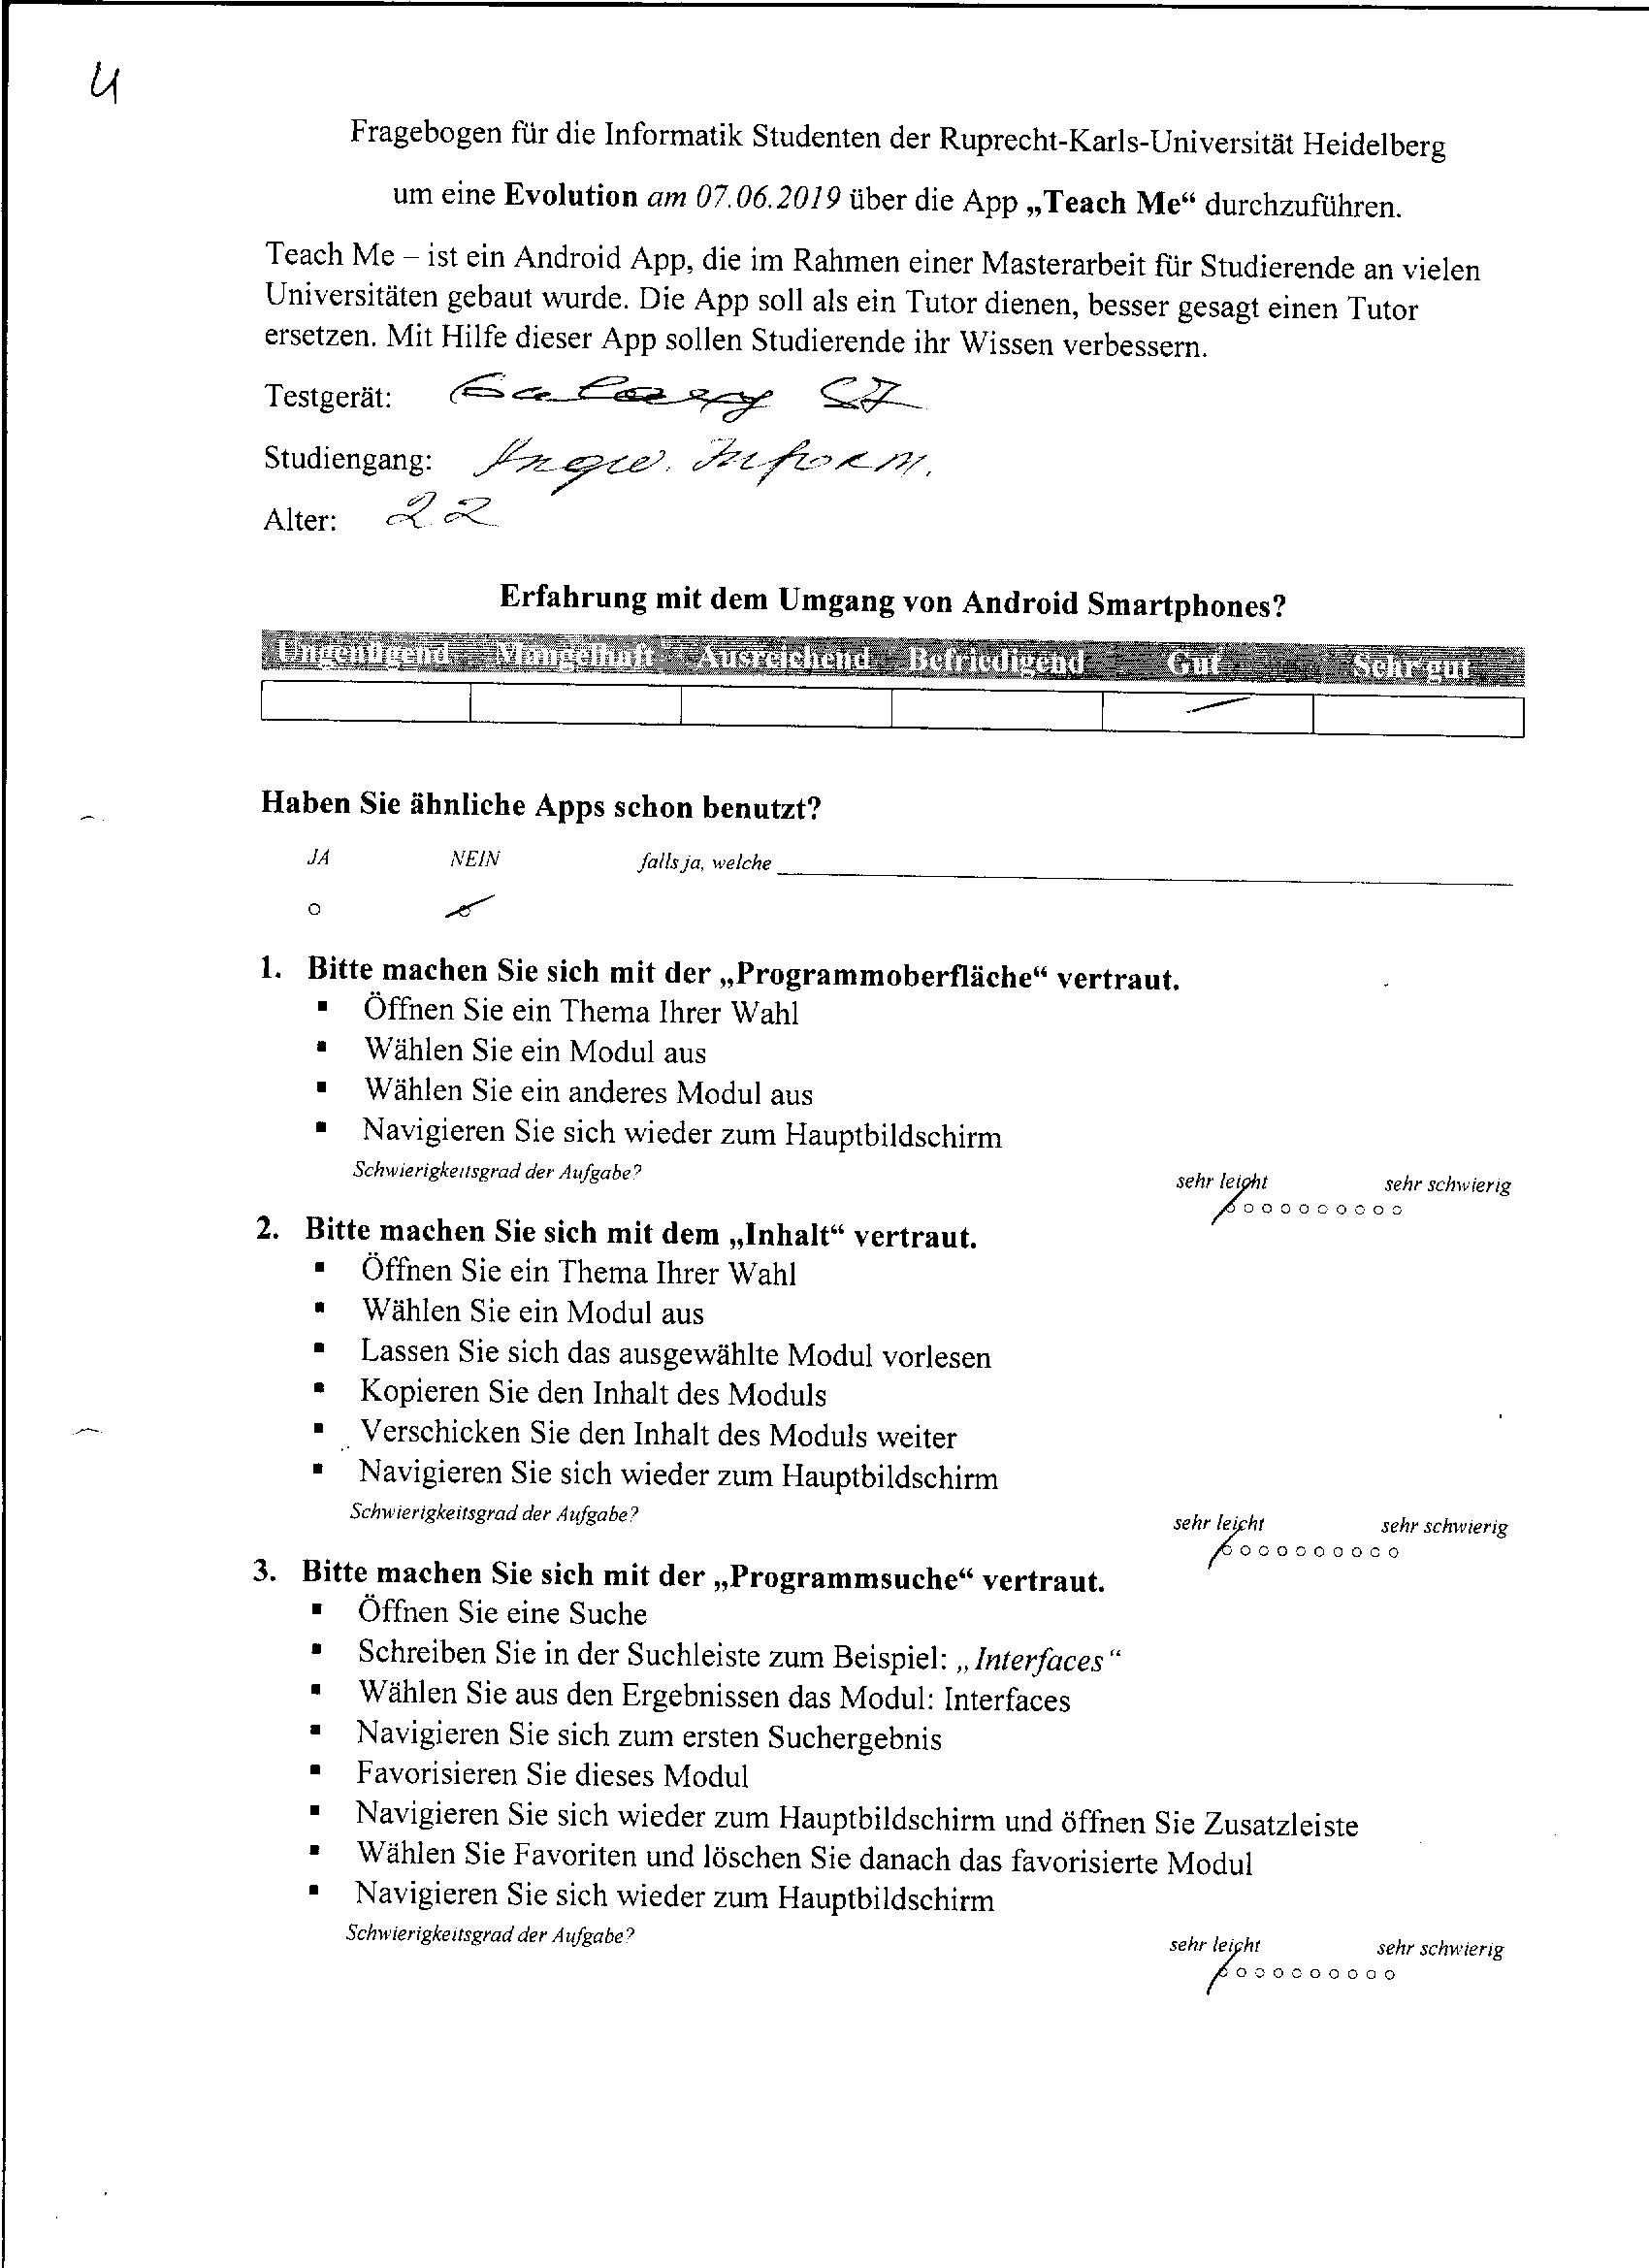 4
Fragebogen für die Informatik Studenten der Ruprecht-Karls-Universität Heidelberg
um eine Evolution am 07.06.2019 über die App „Teach Me“ durchzuführen.
Teach Me – ist ein Android App, die im Rahmen einer Masterarbeit für Studierende an vielen
Universitäten gebaut wurde. Die App soll als ein Tutor dienen, besser gesagt einen Tutor
ersetzen. Mit Hilfe dieser App sollen Studierende ihr Wissen verbessern.
Testgerät: Galaxy S7
Studiengang: Inform.
Alter: 22
Erfahrung mit dem Umgang von Android Smartphones?
Ungenügend Mangelhaft Ausreichend Befriedigend Gut Sehr gut
Haben Sie ähnliche Apps schon benutzt?
JA NEIN falls ja, welche
1. Bitte machen Sie sich mit der „Programmoberfläche“ vertraut.
▪ Öffnen Sie ein Thema Ihrer Wahl
▪ Wählen Sie ein Modul aus
▪ Wählen Sie ein anderes Modul aus
▪ Navigieren Sie sich wieder zum Hauptbildschirm
Schwierigkeitsgrad der Aufgabe? sehr leicht sehr schwierig
2. Bitte machen Sie sich mit dem „Inhalt“ vertraut.
▪ Öffnen Sie ein Thema Ihrer Wahl
▪ Wählen Sie ein Modul aus
▪ Lassen Sie sich das ausgewählte Modul vorlesen
▪ Kopieren Sie den Inhalt des Moduls
▪ Verschicken Sie den Inhalt des Moduls weiter
▪ Navigieren Sie sich wieder zum Hauptbildschirm
Schwierigkeitsgrad der Aufgabe? sehr leicht sehr schwierig
3. Bitte machen Sie sich mit der „Programmsuche“ vertraut.
▪ Öffnen Sie eine Suche
▪ Schreiben Sie in der Suchleiste zum Beispiel: „Interfaces“
▪ Wählen Sie aus den Ergebnissen das Modul: Interfaces
▪ Navigieren Sie sich zum ersten Suchergebnis
▪ Favorisieren Sie dieses Modul
▪ Navigieren Sie sich wieder zum Hauptbildschirm und öffnen Sie Zusatzleiste
▪ Wählen Sie Favoriten und löschen Sie danach das favorisierte Modul
▪ Navigieren Sie sich wieder zum Hauptbildschirm
Schwierigkeitsgrad der Aufgabe? sehr leicht sehr schwierig